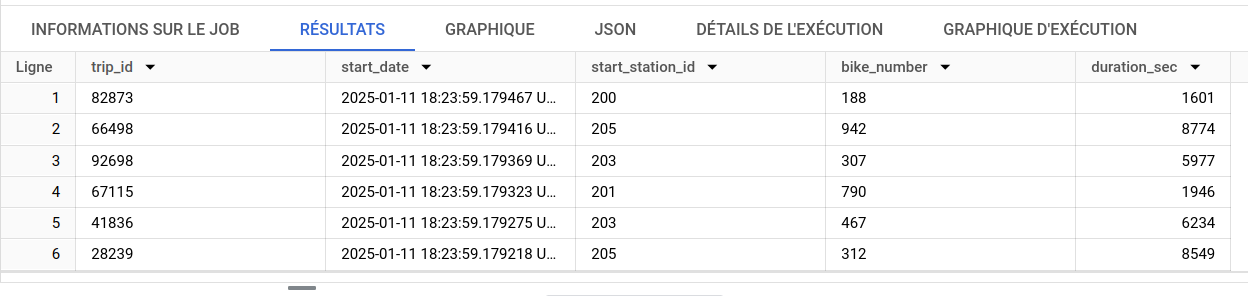 INFORMATIONS SUR LE JOB RÉSULTATS GRAPHIQUE JSON DÉTAILS DE L'EXÉCUTION GRAPHIQUE D'EXÉCUTION
Ligne trip_id start_date start_station_id bike_number duration_sec
1 82873 2025-01-11 18:23:59.179467 U... 200 188 1601
2 66498 2025-01-11 18:23:59.179416 U... 205 942 8774
3 92698 2025-01-11 18:23:59.179369 U... 203 307 5977
4 67115 2025-01-11 18:23:59.179323 U... 201 790 1946
5 41836 2025-01-11 18:23:59.179275 U... 203 467 6234
6 28239 2025-01-11 18:23:59.179218 U... 205 312 8549